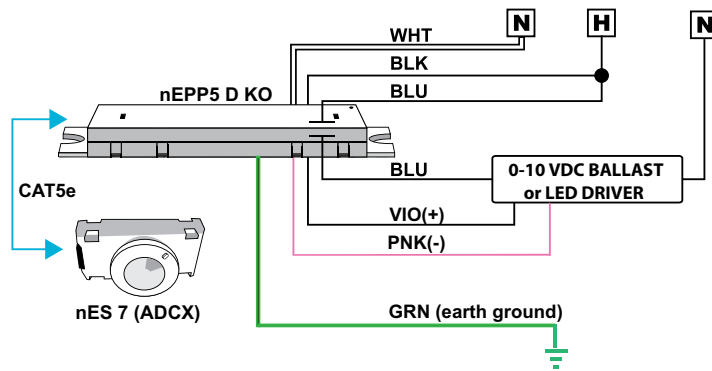 N
H
N
WHT
BLK
nEPP5 D KO
BLU
BLU
0-10 VDC BALLAST
or LED DRIVER
CAT5e
VIO(+)
PNK(-)
nES 7 (ADCX)
GRN (earth ground)